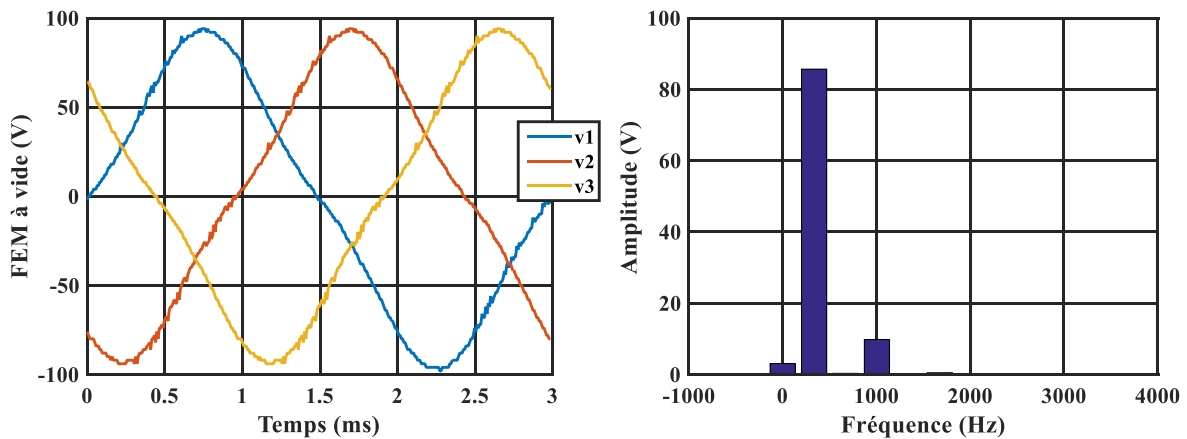 FEM à vide (V)
100
50
0
-50
-100
0 0.5 1 1.5 2 2.5 3
Temps (ms)
v1
v2
v3
Amplitude (V)
100
80
60
40
20
0
-1000 0 1000 2000 3000 4000
Fréquence (Hz)